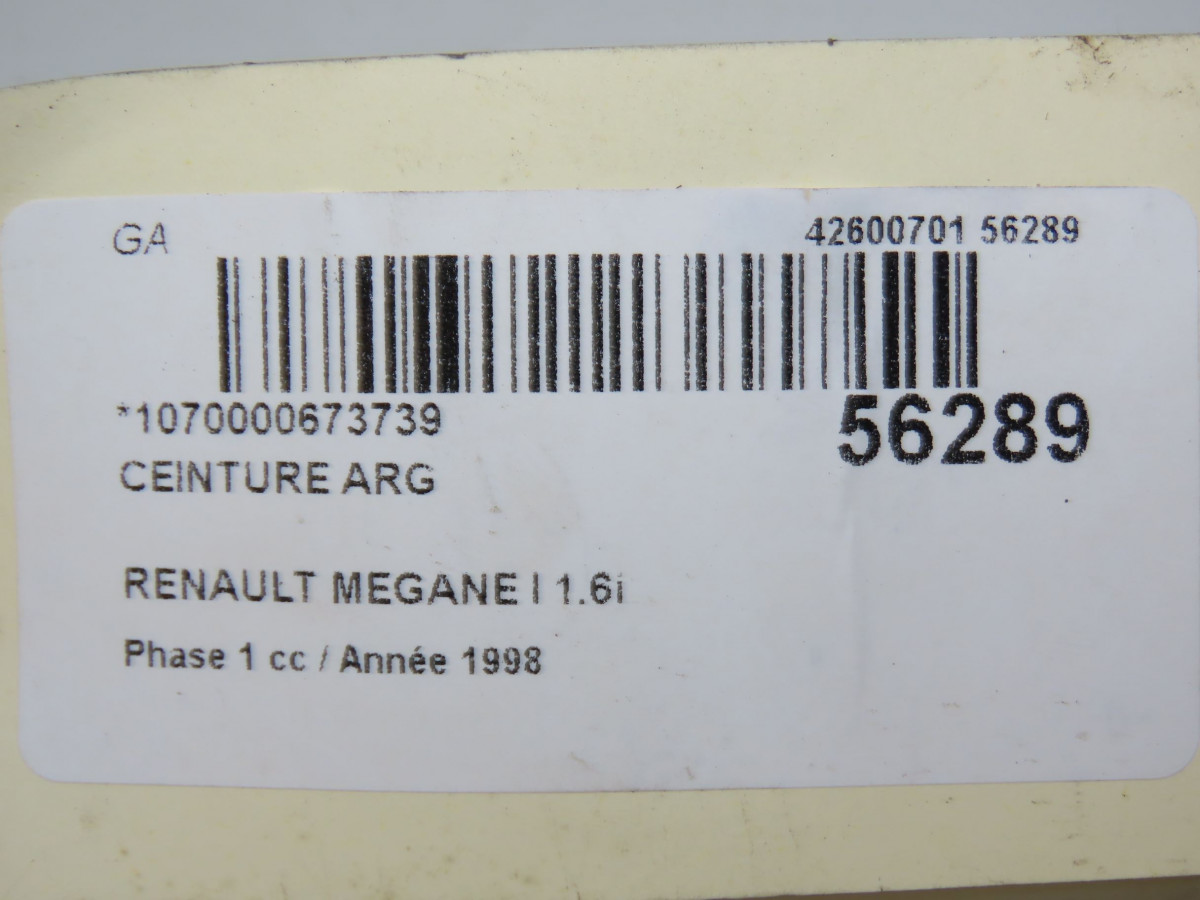 GA
42600701 56289
*1070000673739
56289
CEINTURE ARG
RENAULT MEGANE I 1.6i
Phase 1 cc / Année 1998